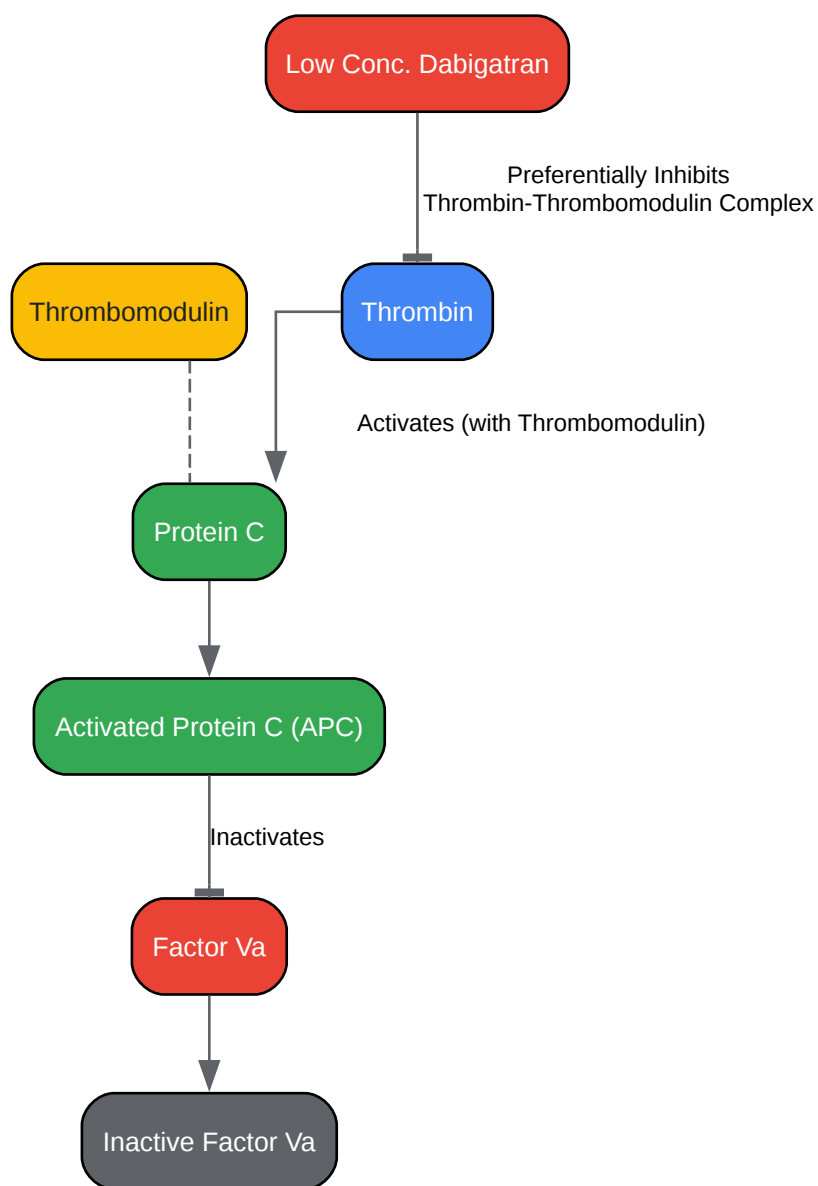 Low Conc. Dabigatran
Preferentially Inhibits
Thrombin-Thrombomodulin Complex
Thrombomodulin
Thrombin
Activates (with Thrombomodulin)
Protein C
Activated Protein C (APC)
Inactivates
Factor Va
Inactive Factor Va